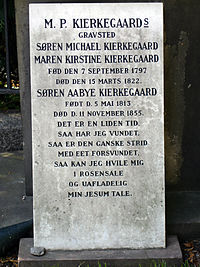 M. P. KIERKEGAARDS
GRAVSTED
SØREN MICHAEL KIERKEGAARD
MAREN KIRSTINE KIERKEGAARD
FØD DEN 7 SEPTEMBER 1797
DØD DEN 15 MARTS 1822.
SØREN AABYE KIERKEGAARD
FØDT D. 5 MAI 1813
DØD D. 11 NOVEMBER 1855.
DET ER EN LIDEN TID,
SAA HAR JEG VUNDET,
SAA ER DEN GANSKE STRID
MED EET FORSVUNDET,
SAA KAN JEG HVILE MIG
I ROSENSALE
OG UAFLADELIG
MIN JESUM TALE.